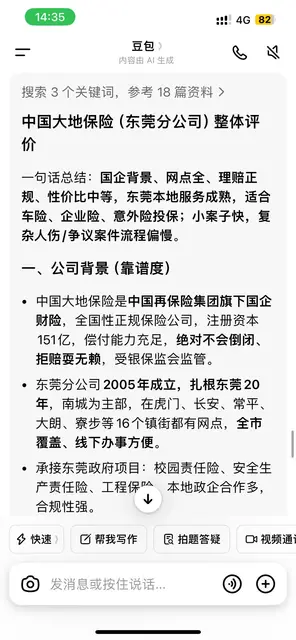 14:35
4G 82
豆包
内容由 AI 生成
搜索 3 个关键词，参考 18 篇资料
中国大地保险（东莞分公司）整体评
价
一句话总结：国企背景、网点全、理赔正
规、性价比中等，东莞本地服务成熟，适合
车险、企业险、意外险投保；小案子快，复
杂人伤/争议案件流程偏慢。
一、公司背景（靠谱度）
• 中国大地保险是中国再保险集团旗下国企
财险，全国性正规保险公司，注册资本
151亿，偿付能力充足，绝对不会倒闭、
拒赔耍无赖，受银保监会监管。
• 东莞分公司 2005年成立，扎根东莞 20
年，南城为主部，在虎门、长安、常平、
大朗、寮步等 16 个镇街都有网点，全市
覆盖、线下办事方便。
• 承接东莞政府项目：校园责任险、安全生
产责任险、工程保险，本地政企合作多，
合规性强。
快速
帮我写作
拍题答疑
视频通
发消息或按住说话...